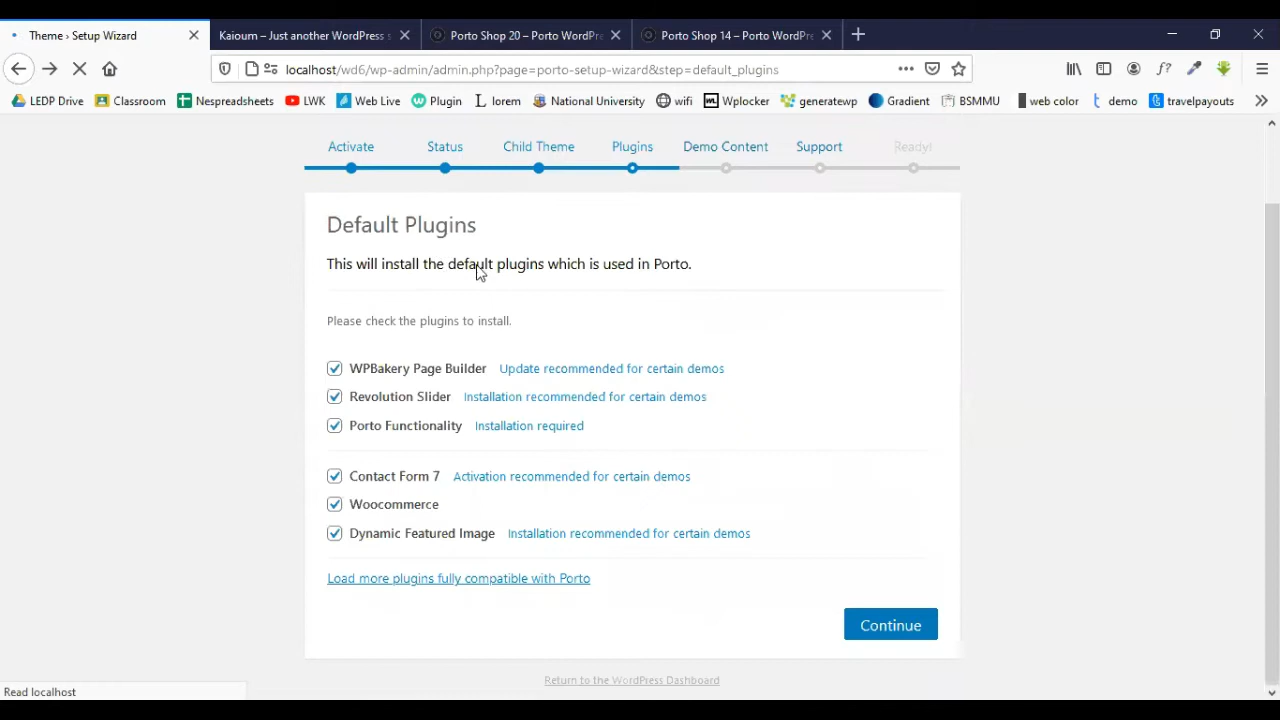 Theme › Setup Wizard
Kaioum – Just another WordPress s
Porto Shop 20 – Porto WordPre
Porto Shop 14 – Porto WordPre
localhost/wd6/wp-admin/admin.php?page=porto-setup-wizard&step=default_plugins
LEDP Drive
Classroom
Nespreadsheets
LWK
Web Live
Plugin
lorem
National University
wifi
Wplocker
generatewp
Gradient
BSMMU
web color
demo
travelpayouts
Activate
Status
Child Theme
Plugins
Demo Content
Support
Ready!
Default Plugins
This will install the default plugins which is used in Porto.
Please check the plugins to install.
WPBakery Page Builder Update recommended for certain demos
Revolution Slider Installation recommended for certain demos
Porto Functionality Installation required
Contact Form 7 Activation recommended for certain demos
Woocommerce
Dynamic Featured Image Installation recommended for certain demos
Load more plugins fully compatible with Porto
Continue
Return to the WordPress Dashboard
Read localhost